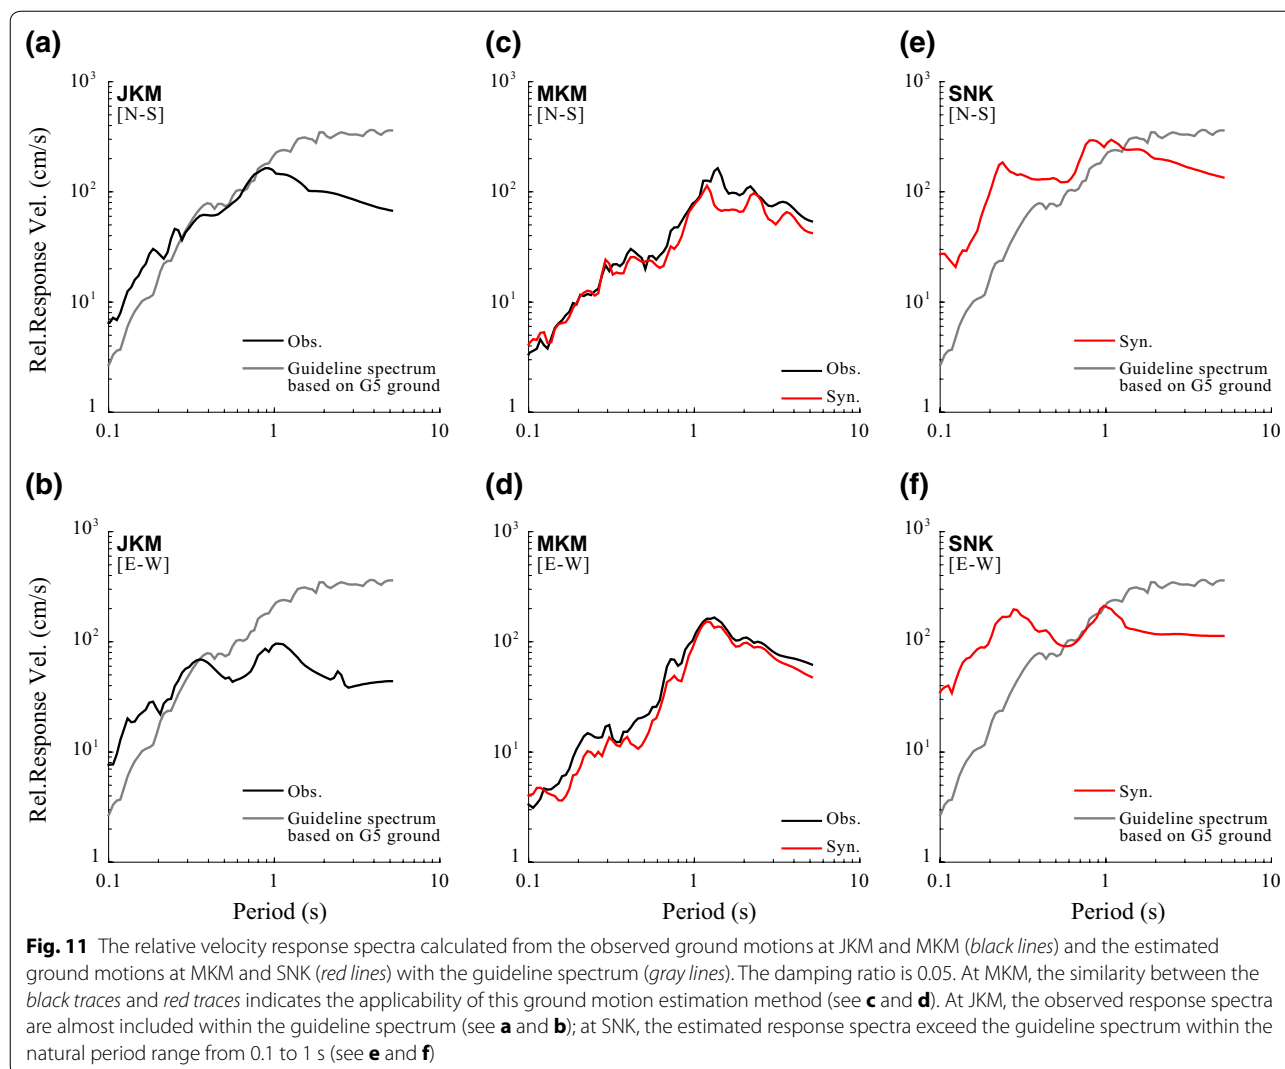 (a)
(c)
(e)
10³
JKM
[N-S]
10³
MKM
[N-S]
10³
SNK
[N-S]
Rel.Response Vel. (cm/s)
10²
10²
10²
10¹
10¹
10¹
Obs.
Guideline spectrum
based on G5 ground
Obs.
Syn.
Syn.
Guideline spectrum
based on G5 ground
1
1
1
0.1 1 10
0.1 1 10
0.1 1 10
(b)
(d)
(f)
10³
JKM
[E-W]
10³
MKM
[E-W]
10³
SNK
[E-W]
Rel.Response Vel. (cm/s)
10²
10²
10²
10¹
10¹
10¹
Obs.
Guideline spectrum
based on G5 ground
Obs.
Syn.
Syn.
Guideline spectrum
based on G5 ground
1
1
1
0.1 1 10
0.1 1 10
0.1 1 10
Period (s)
Period (s)
Period (s)
Fig. 11 The relative velocity response spectra calculated from the observed ground motions at JKM and MKM (black lines) and the estimated
ground motions at MKM and SNK (red lines) with the guideline spectrum (gray lines). The damping ratio is 0.05. At MKM, the similarity between the
black traces and red traces indicates the applicability of this ground motion estimation method (see c and d). At JKM, the observed response spectra
are almost included within the guideline spectrum (see a and b); at SNK, the estimated response spectra exceed the guideline spectrum within the
natural period range from 0.1 to 1 s (see e and f)